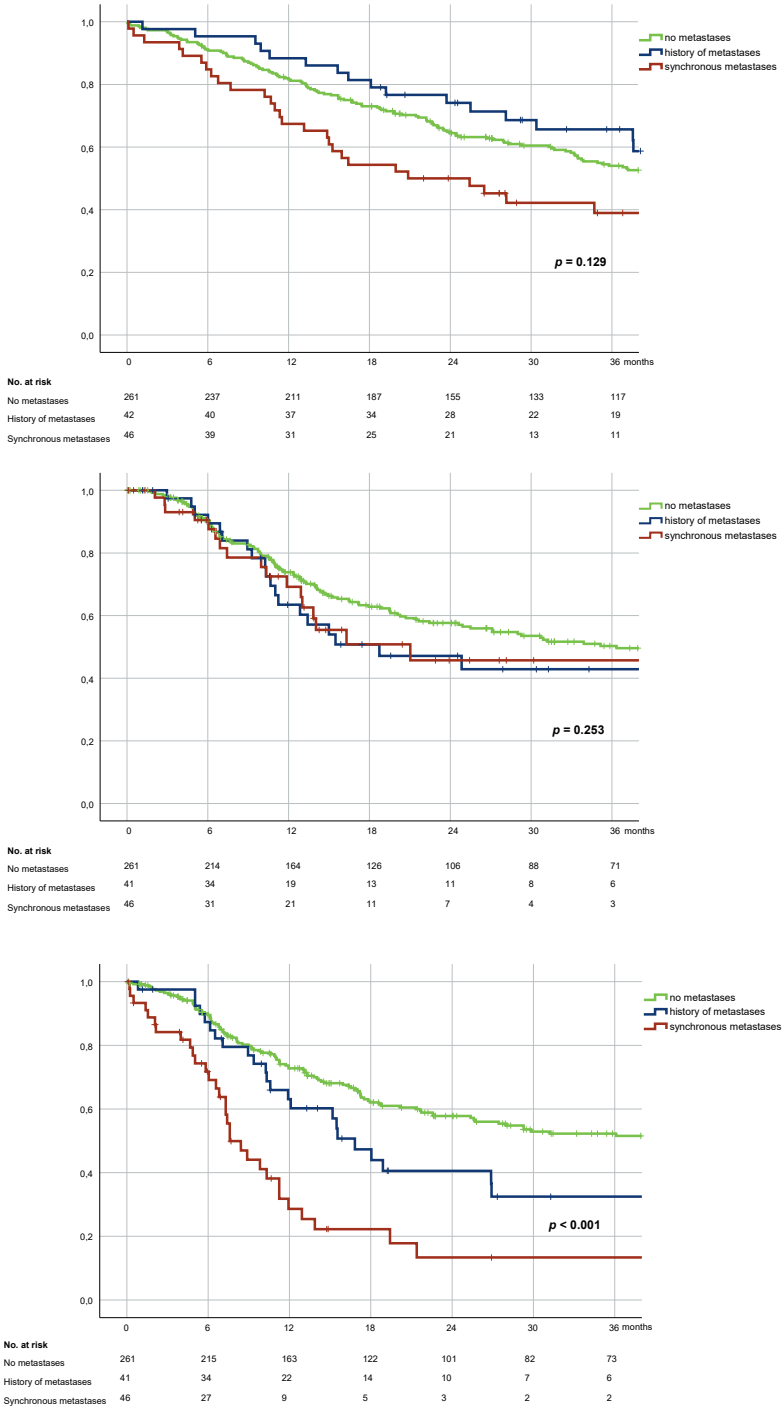 1,0
0,8
0,6
0,4
0,2
0,0
no metastases
history of metastases
synchronous metastases
p = 0.129
0 6 12 18 24 30 36 months
No. at risk
No metastases 261 237 211 187 155 133 117
History of metastases 42 40 37 34 28 22 19
Synchronous metastases 46 39 31 25 21 13 11
1,0
0,8
0,6
0,4
0,2
0,0
no metastases
history of metastases
synchronous metastases
p = 0.253
0 6 12 18 24 30 36 months
No. at risk
No metastases 261 214 164 126 106 88 71
History of metastases 41 34 19 13 11 8 6
Synchronous metastases 46 31 21 11 7 4 3
1,0
0,8
0,6
0,4
0,2
0,0
no metastases
history of metastases
synchronous metastases
p < 0.001
0 6 12 18 24 30 36 months
No. at risk
No metastases 261 215 163 122 101 82 73
History of metastases 41 34 22 14 10 7 6
Synchronous metastases 46 27 9 5 3 2 2